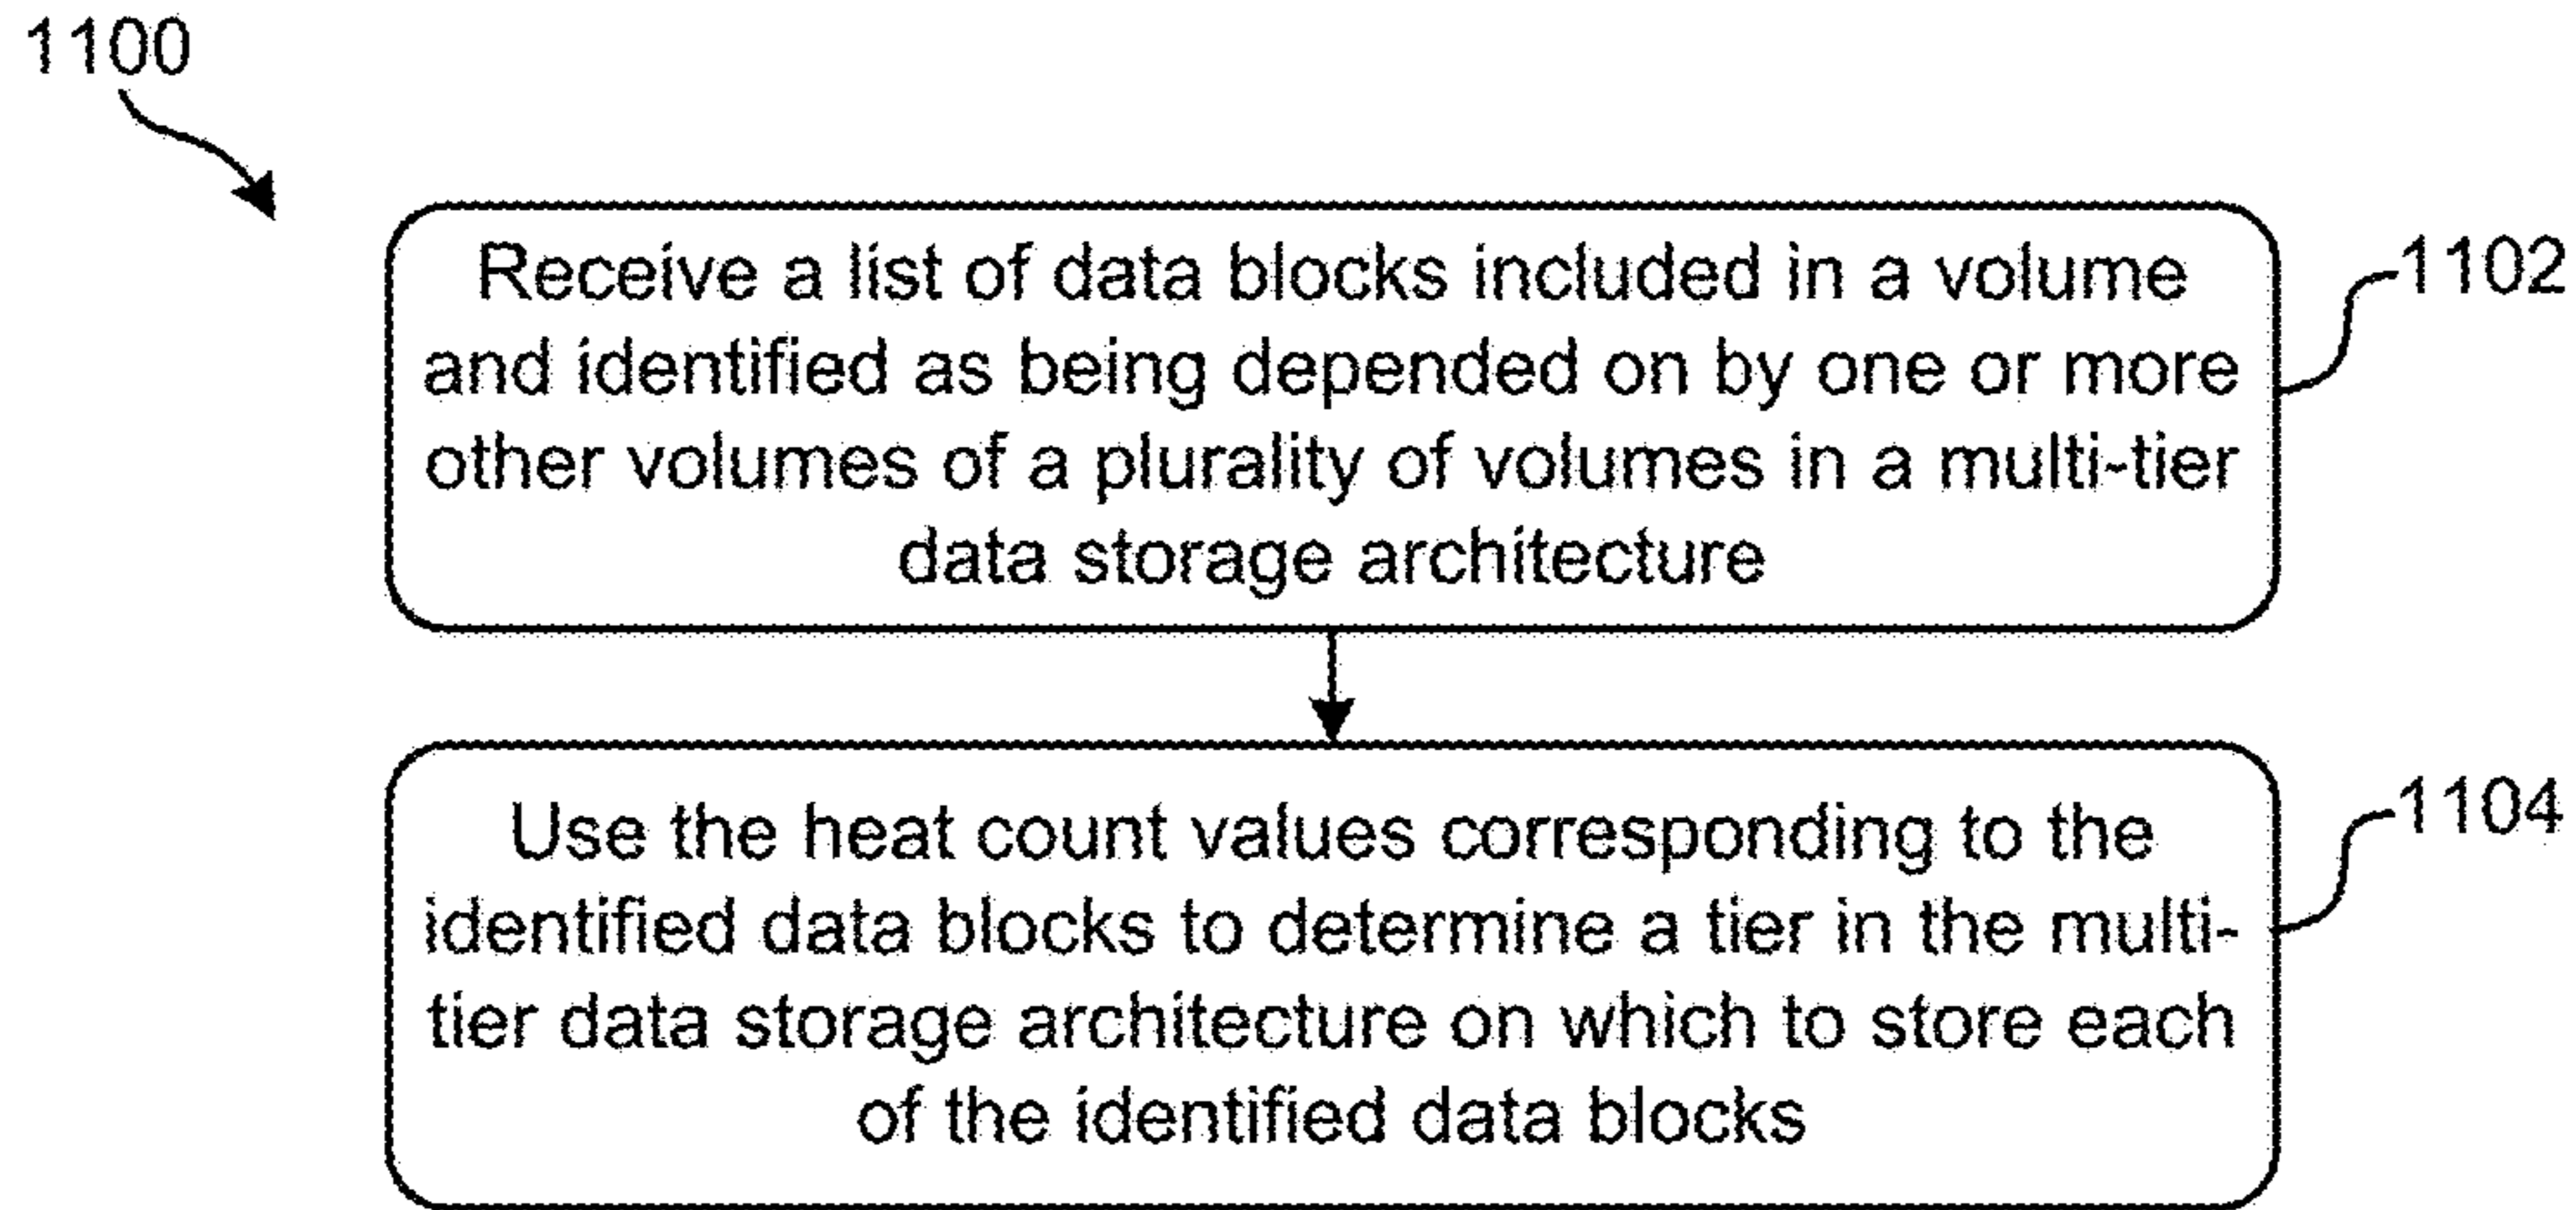 1100
Receive a list of data blocks included in a volume
and identified as being depended on by one or more
other volumes of a plurality of volumes in a multi-tier
data storage architecture
1102
Use the heat count values corresponding to the
identified data blocks to determine a tier in the multi-
tier data storage architecture on which to store each
of the identified data blocks
1104